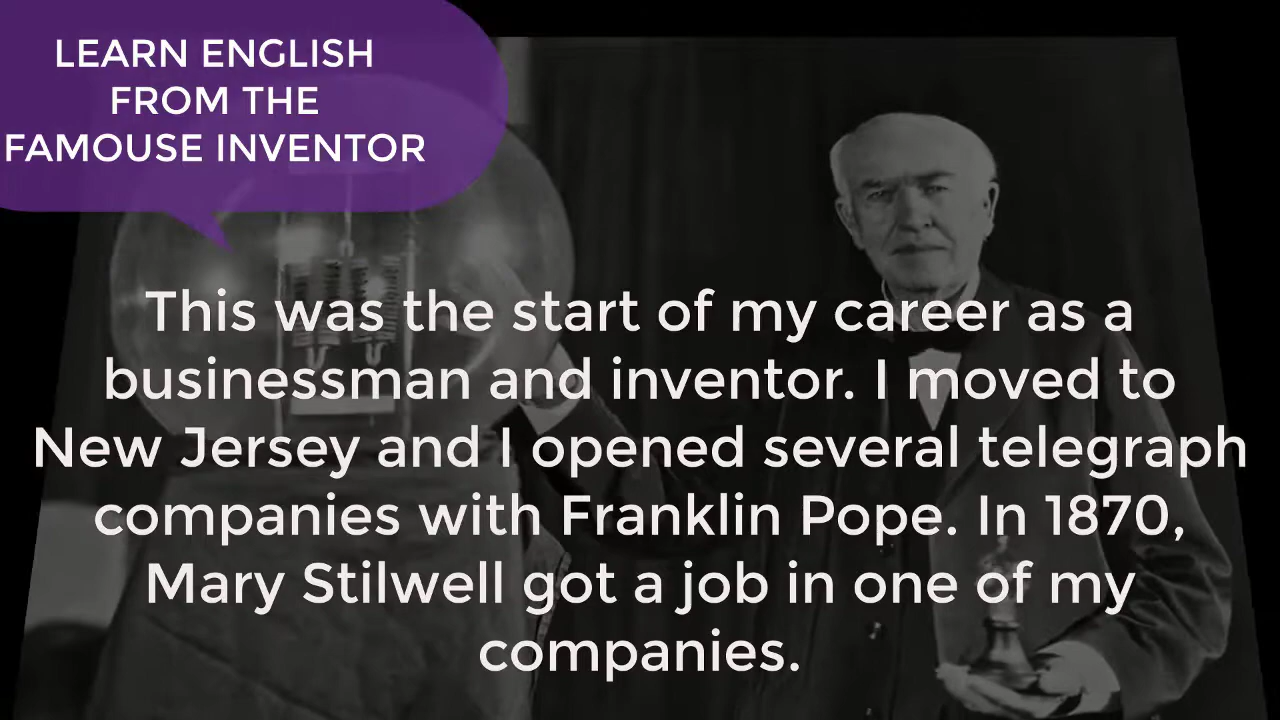 LEARN ENGLISH
FROM THE
FAMOUSE INVENTOR
This was the start of my career as a
businessman and inventor. I moved to
New Jersey and I opened several telegraph
companies with Franklin Pope. In 1870,
Mary Stilwell got a job in one of my
companies.